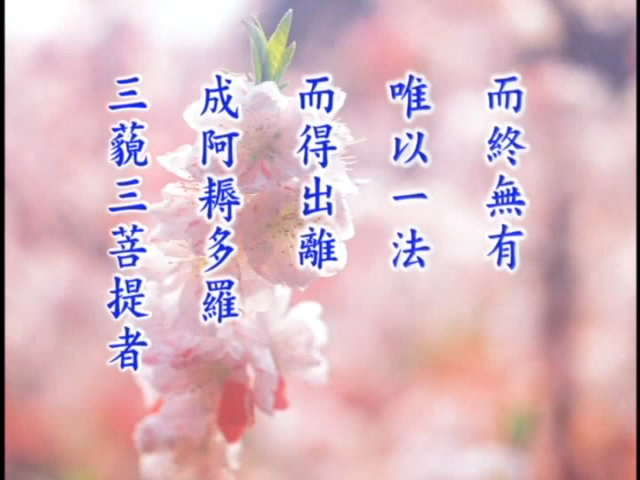 而終無有
唯以一法
而得出離
成阿耨多羅
三藐三菩提者